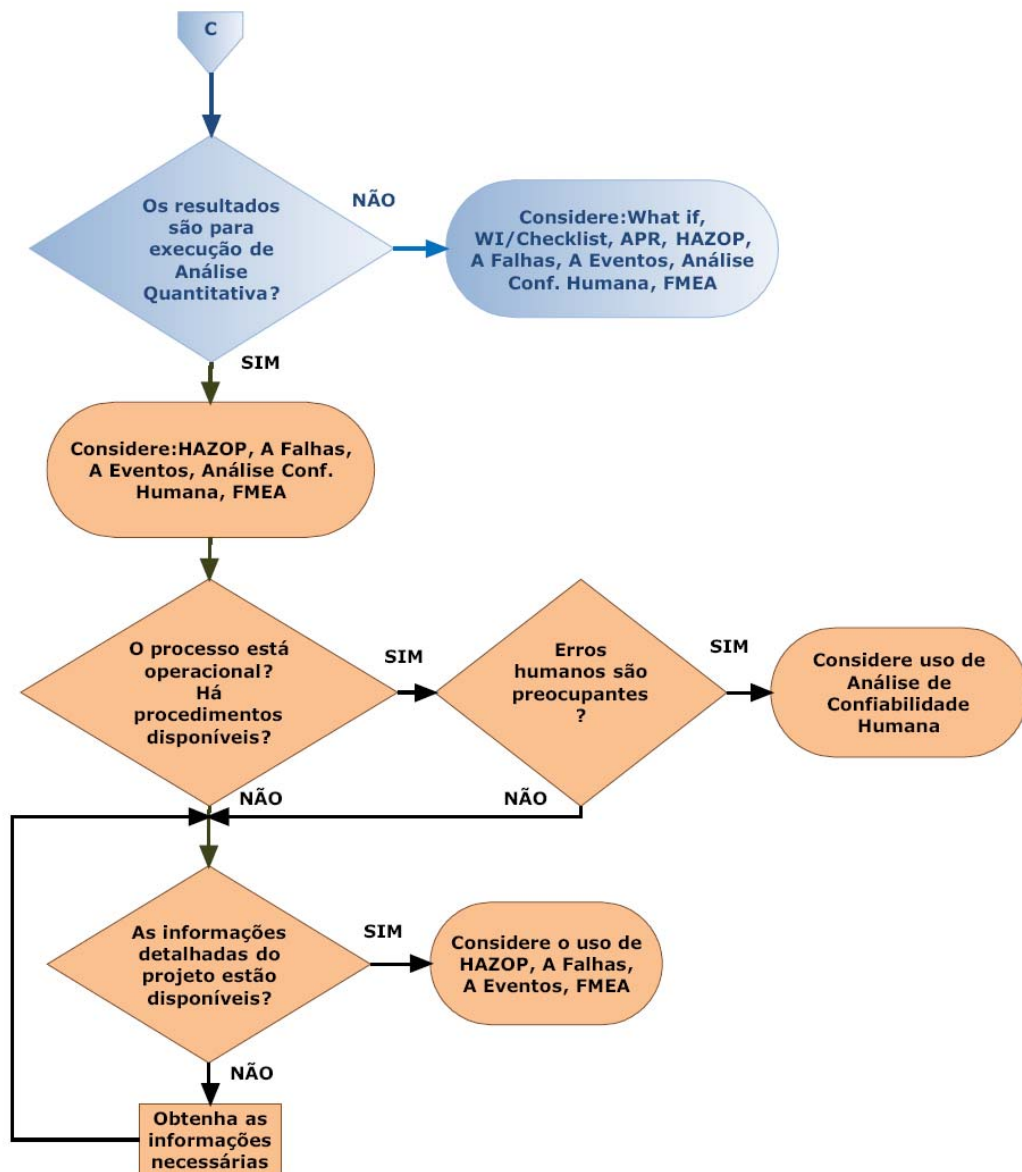 C
Os resultados
são para
execução de
Análise
Quantitativa?
NÃO
Considere:What if,
WI/Checklist, APR, HAZOP,
A Falhas, A Eventos, Análise
Conf. Humana, FMEA
SIM
Considere:HAZOP, A Falhas,
A Eventos, Análise Conf.
Humana, FMEA
O processo está
operacional?
Há
procedimentos
disponíveis?
SIM
Erros
humanos são
preocupantes
?
SIM
Considere uso de
Análise de
Confiabilidade
Humana
NÃO
NÃO
As informações
detalhadas do
projeto estão
disponíveis?
SIM
Considere o uso de
HAZOP, A Falhas,
A Eventos, FMEA
NÃO
Obtenha as
informações
necessárias